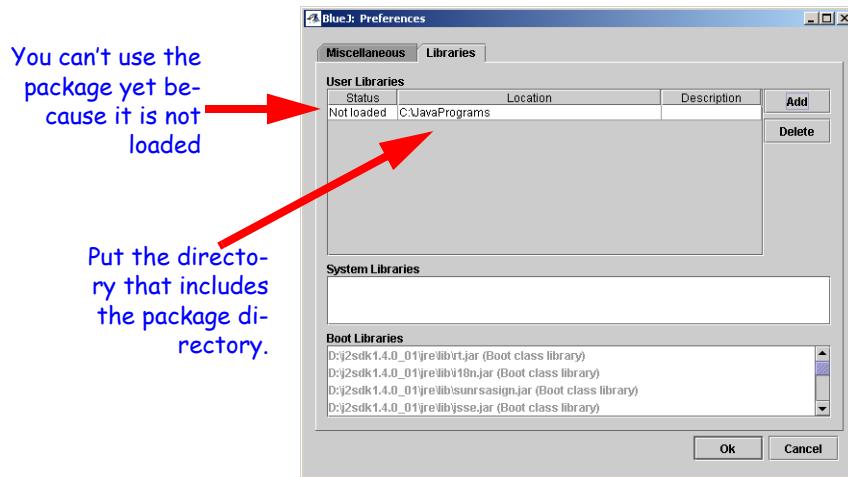 BlueJ: Preferences
Miscellaneous
Libraries
You can't use the
package yet be-
cause it is not
loaded
User Libraries
Status
Location
Description
Not loaded
C:\JavaPrograms
Add
Delete
Put the directo-
ry that includes
the package di-
rectory.
System Libraries
Boot Libraries
D:\j2sdk1.4.0_01\jre\lib\rt.jar (Boot class library)
D:\j2sdk1.4.0_01\jre\lib\i18n.jar (Boot class library)
D:\j2sdk1.4.0_01\jre\lib\sunrsasign.jar (Boot class library)
D:\j2sdk1.4.0_01\jre\lib\jsse.jar (Boot class library)
Ok
Cancel